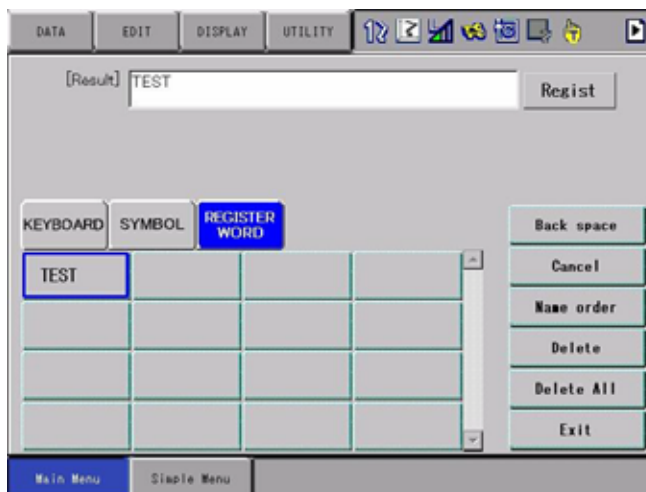 DATA
EDIT
DISPLAY
UTILITY
[Result]
TEST
Regist
KEYBOARD
SYMBOL
REGISTER
WORD
Back space
TEST
Cancel
Name order
Delete
Delete All
Exit
Main Menu
Simple Menu